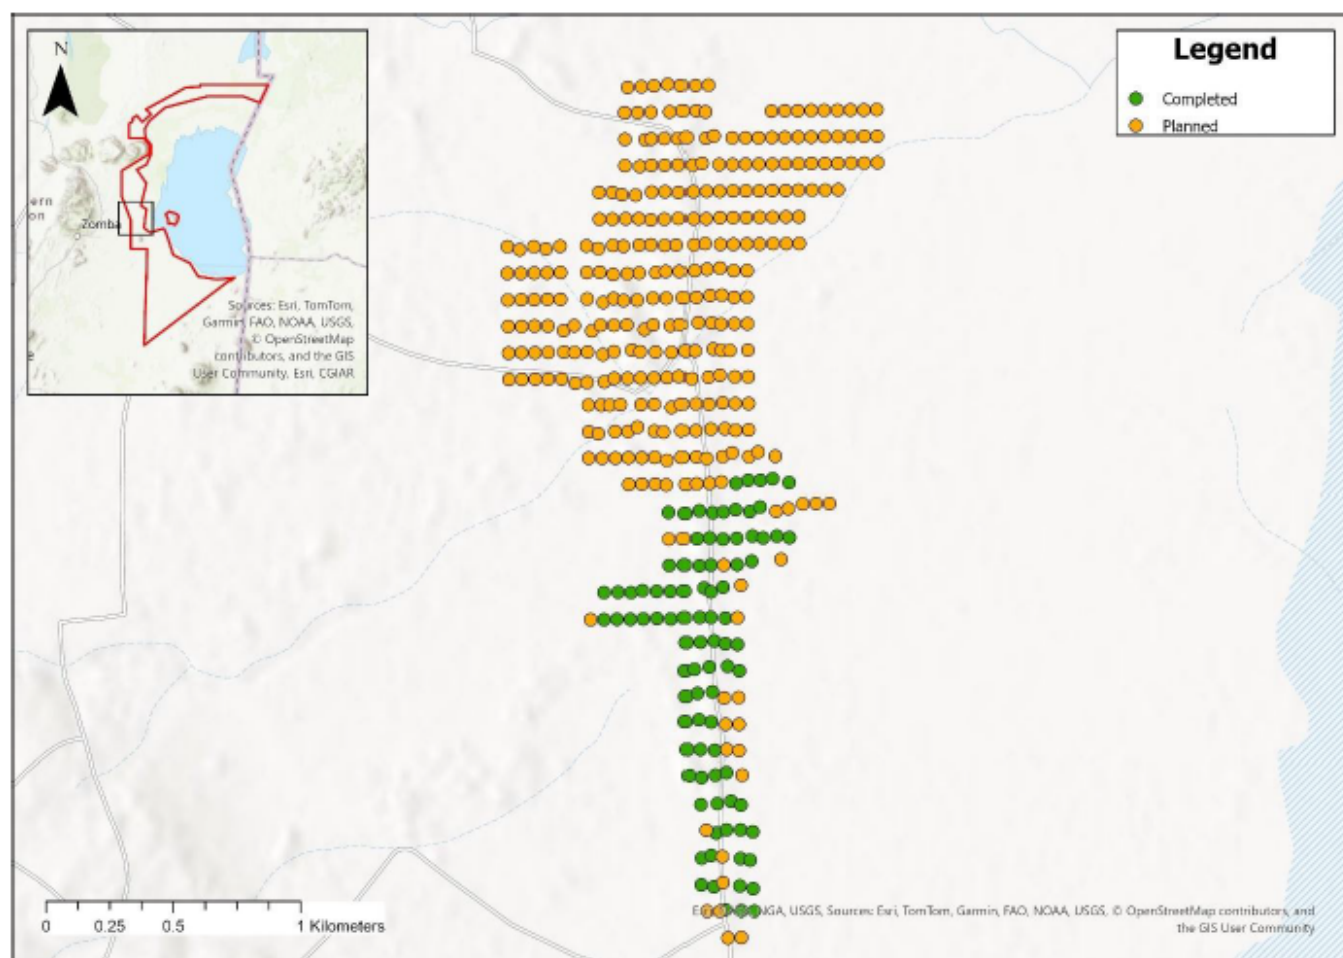 N
ern
on
Zomba
e
Sources: Esri, TomTom,
Garmin, FAO, NOAA, USGS,
© OpenStreetMap
contributors, and the GIS
User Community, Esri, CGIAR
Legend
Completed
Planned
0 0.25 0.5 1 Kilometers
NGA, USGS, Sources: Esri, TomTom, Garmin, FAO, NOAA, USGS, © OpenStreetMap contributors, and
the GIS User Community